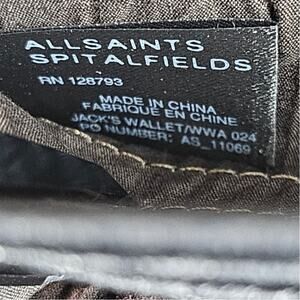 ALLSAINTS
SPITALFIELDS
RN 128793
MADE IN CHINA
FABRIQUE EN CHINE
JACK'S WALLET/WWA 024
PO NUMBER: AS_11069